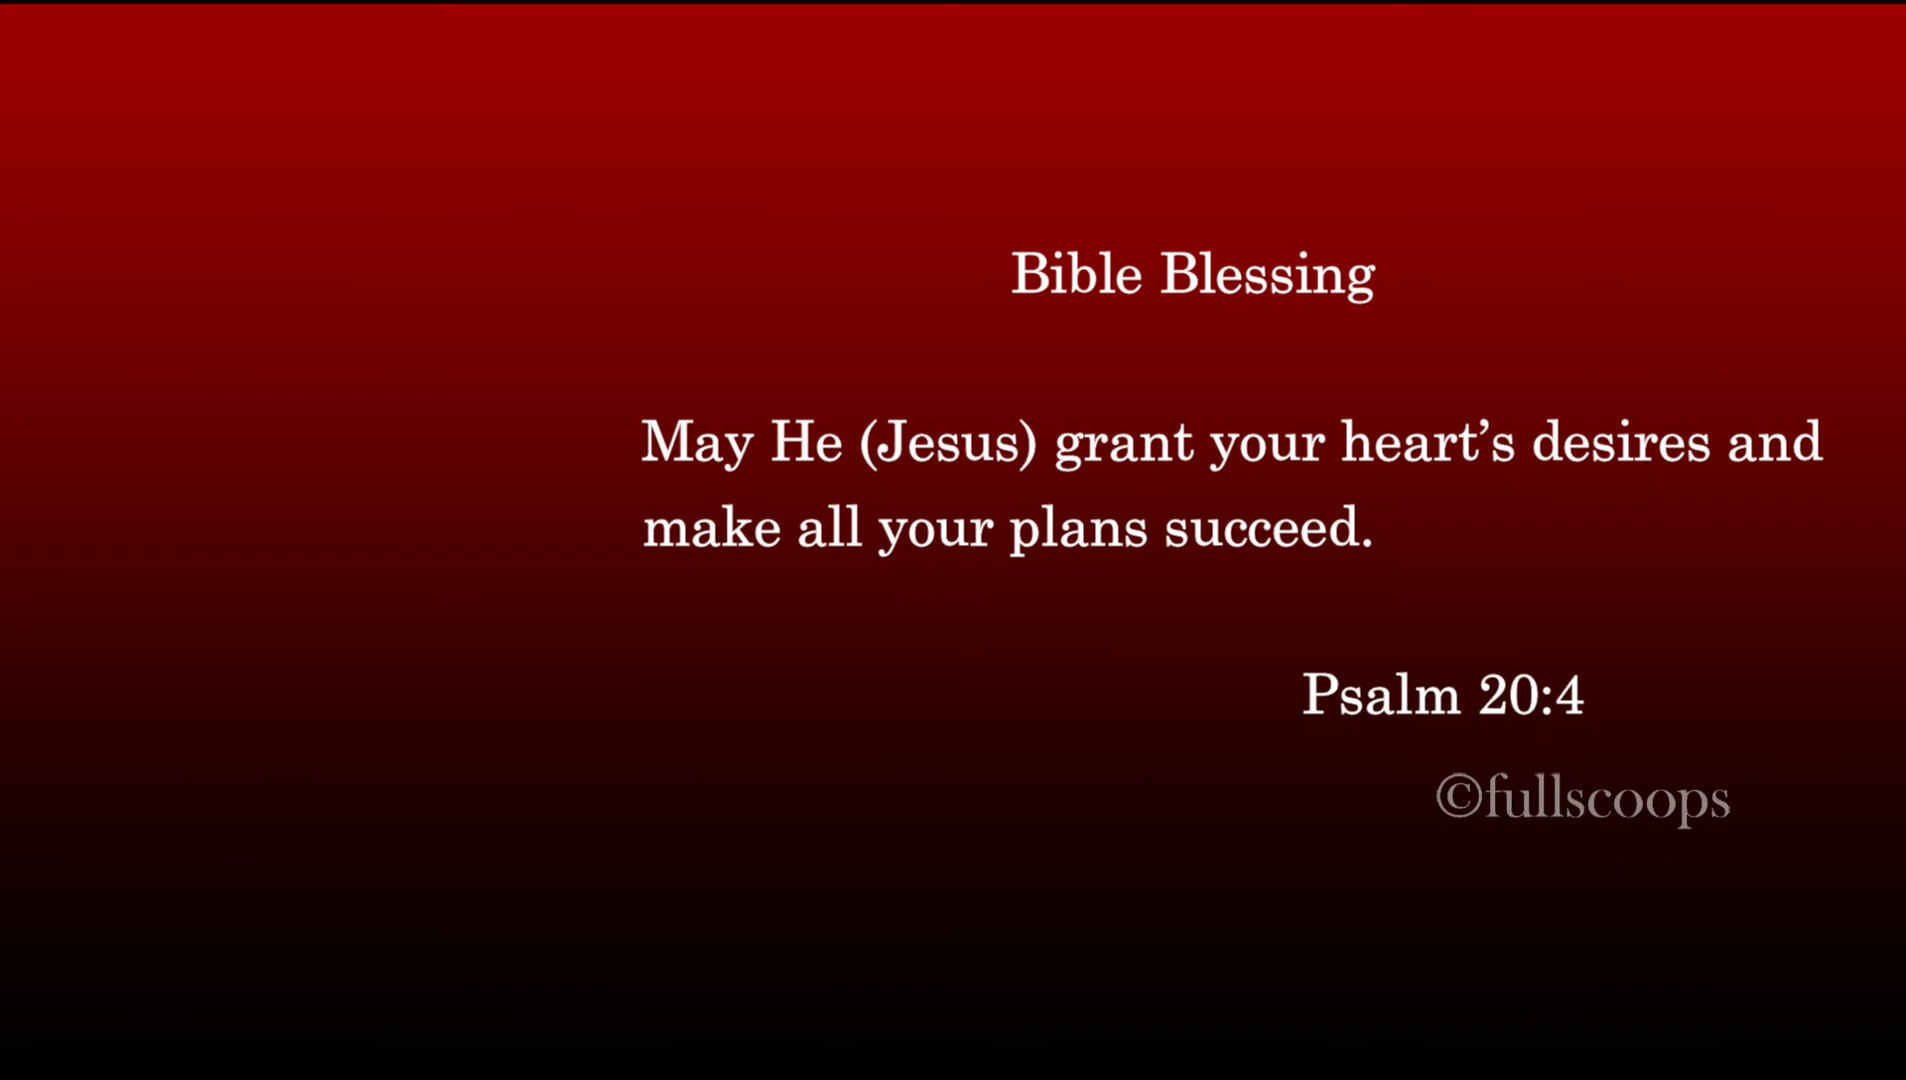 Bible Blessing
May He (Jesus) grant your heart’s desires and
make all your plans succeed.
Psalm 20:4
©fullscoops